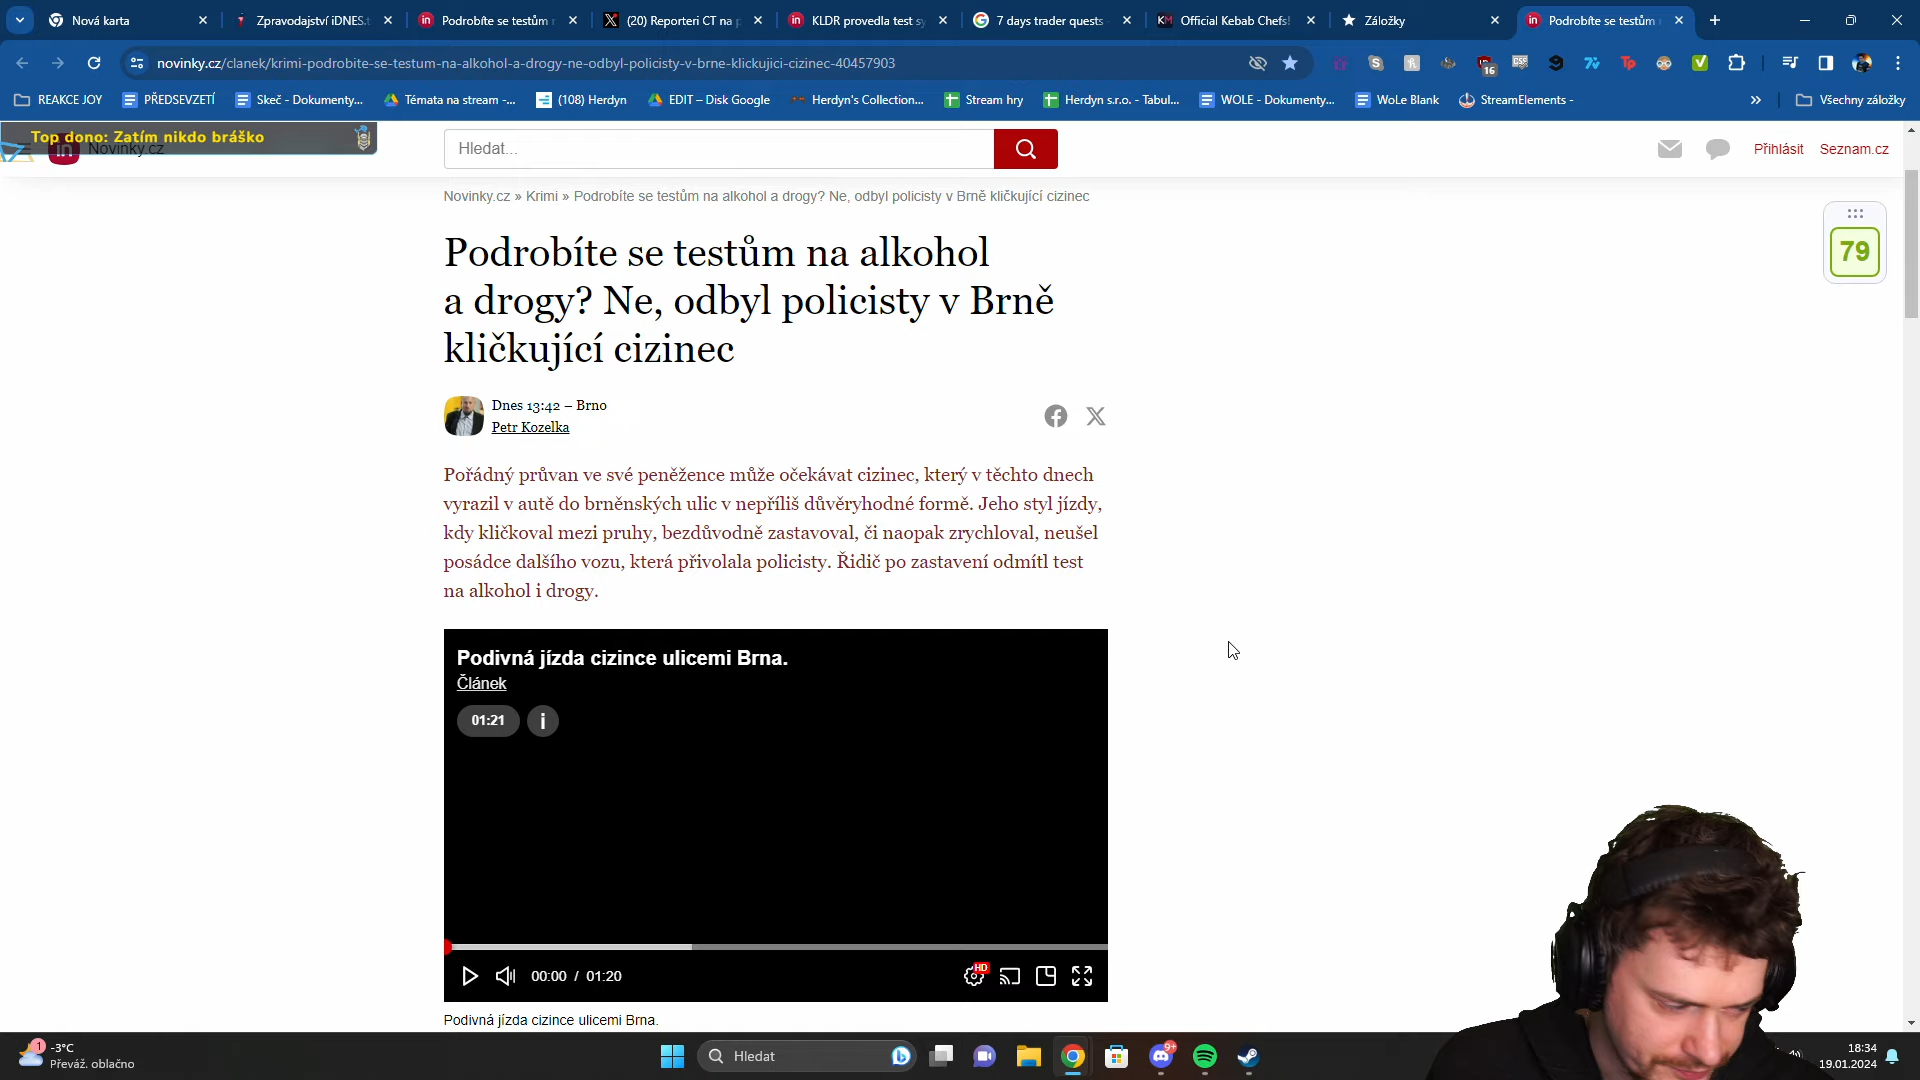 Nová karta
Zpravodajství iDNES.
Podrobíte se testům
(20) Reporteri CT na
KLDR provedla test s
7 days trader quests
Official Kebab Chefs!
Záložky
Podrobíte se testům
novinky.cz/clanek/krimi-podrobite-se-testum-na-alkohol-a-drogy-ne-odbyl-policisty-v-brne-klickujici-cizinec-40457903
16
REAKCE JOY
PŘEDSEVZETÍ
Skeč - Dokumenty...
Témata na stream -...
(108) Herdyn
EDIT – Disk Google
Herdyn's Collection...
Stream hry
Herdyn s.r.o. - Tabul...
WOLE - Dokumenty...
WoLe Blank
StreamElements -
»
Všechny záložky
Top dono: Zatím nikdo bráško
Novinky.cz
Hledat...
Přihlásit
Seznam.cz
Novinky.cz » Krimi » Podrobíte se testům na alkohol a drogy? Ne, odbyl policisty v Brně kličkující cizinec
79
Podrobíte se testům na alkohol
a drogy? Ne, odbyl policisty v Brně
kličkující cizinec
Dnes 13:42 – Brno
Petr Kozelka
Pořádný průvan ve své peněžence může očekávat cizinec, který v těchto dnech
vyrazil v autě do brněnských ulic v nepříliš důvěryhodné formě. Jeho styl jízdy,
kdy kličkoval mezi pruhy, bezdůvodně zastavoval, či naopak zrychloval, neušel
posádce dalšího vozu, která přivolala policisty. Řidič po zastavení odmítl test
na alkohol i drogy.
Podivná jízda cizince ulicemi Brna.
Článek
01:21
i
00:00 / 01:20
HD
Podivná jízda cizince ulicemi Brna.
1
-3°C
Převáž. oblačno
Hledat
9+
18:34
19.01.2024